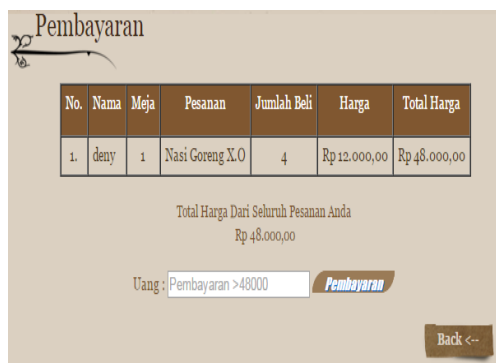 Pembayaran
No. Nama Meja Pesanan Jumlah Beli Harga Total Harga
1. deny 1 Nasi Goreng X.O 4 Rp 12.000,00 Rp 48.000,00
Total Harga Dari Seluruh Pesanan Anda
Rp 48.000,00
Uang : Pembayaran >48000 Pembayaran
Back <--